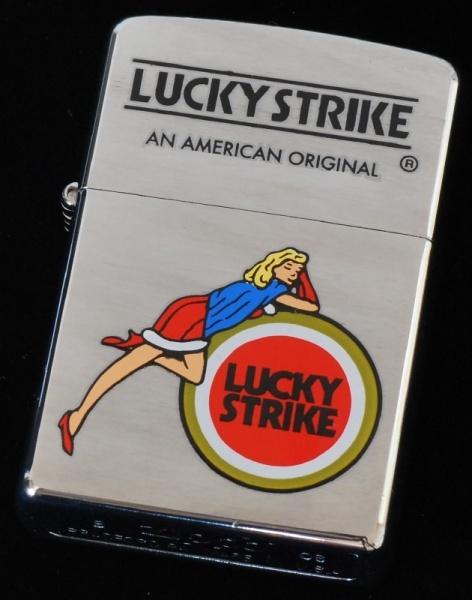 LUCKY STRIKE
AN AMERICAN ORIGINAL ®
LUCKY
STRIKE